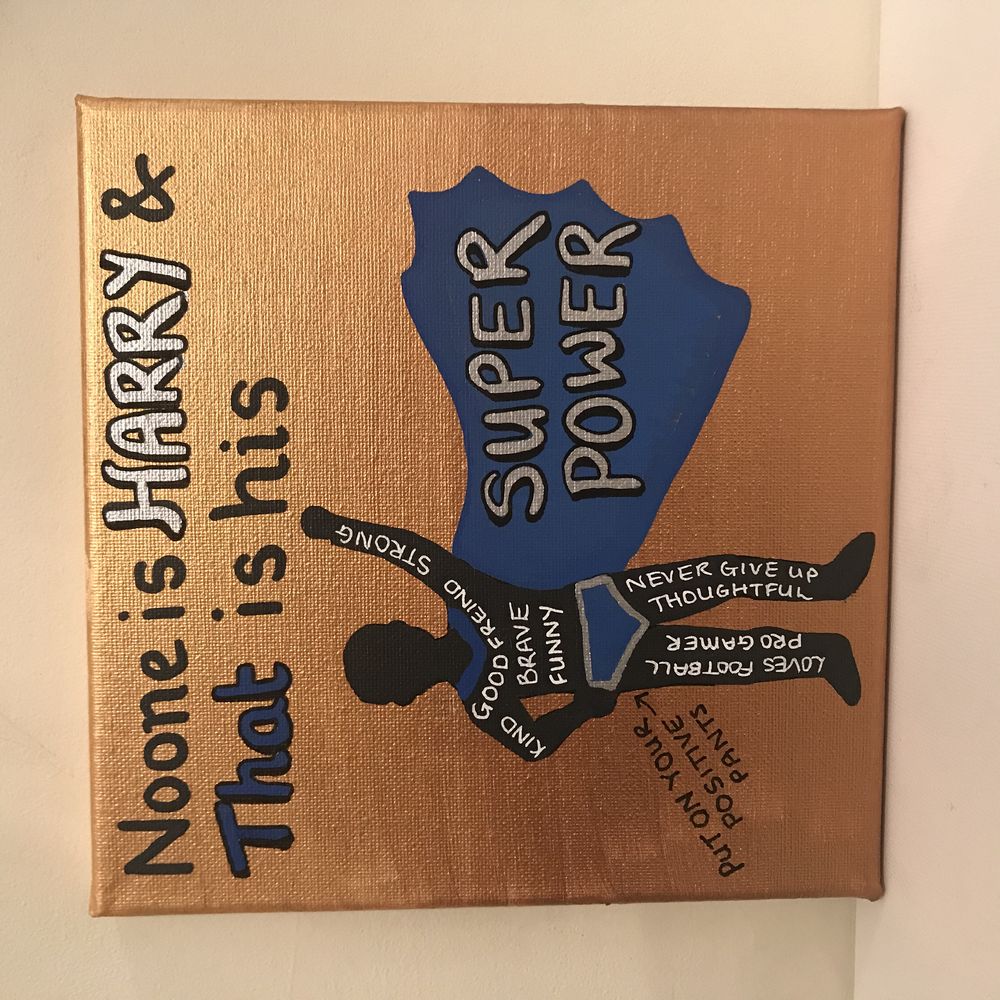 Noone is HARRY &
That is his
SUPER
POWER
STRONG
GOOD FREIND
KIND
BRAVE
FUNNY
NEVER GIVE UP
THOUGHTFUL
LOVES FOOTBALL
PRO GAMER
PUT ON YOUR
POSITIVE
PANTS